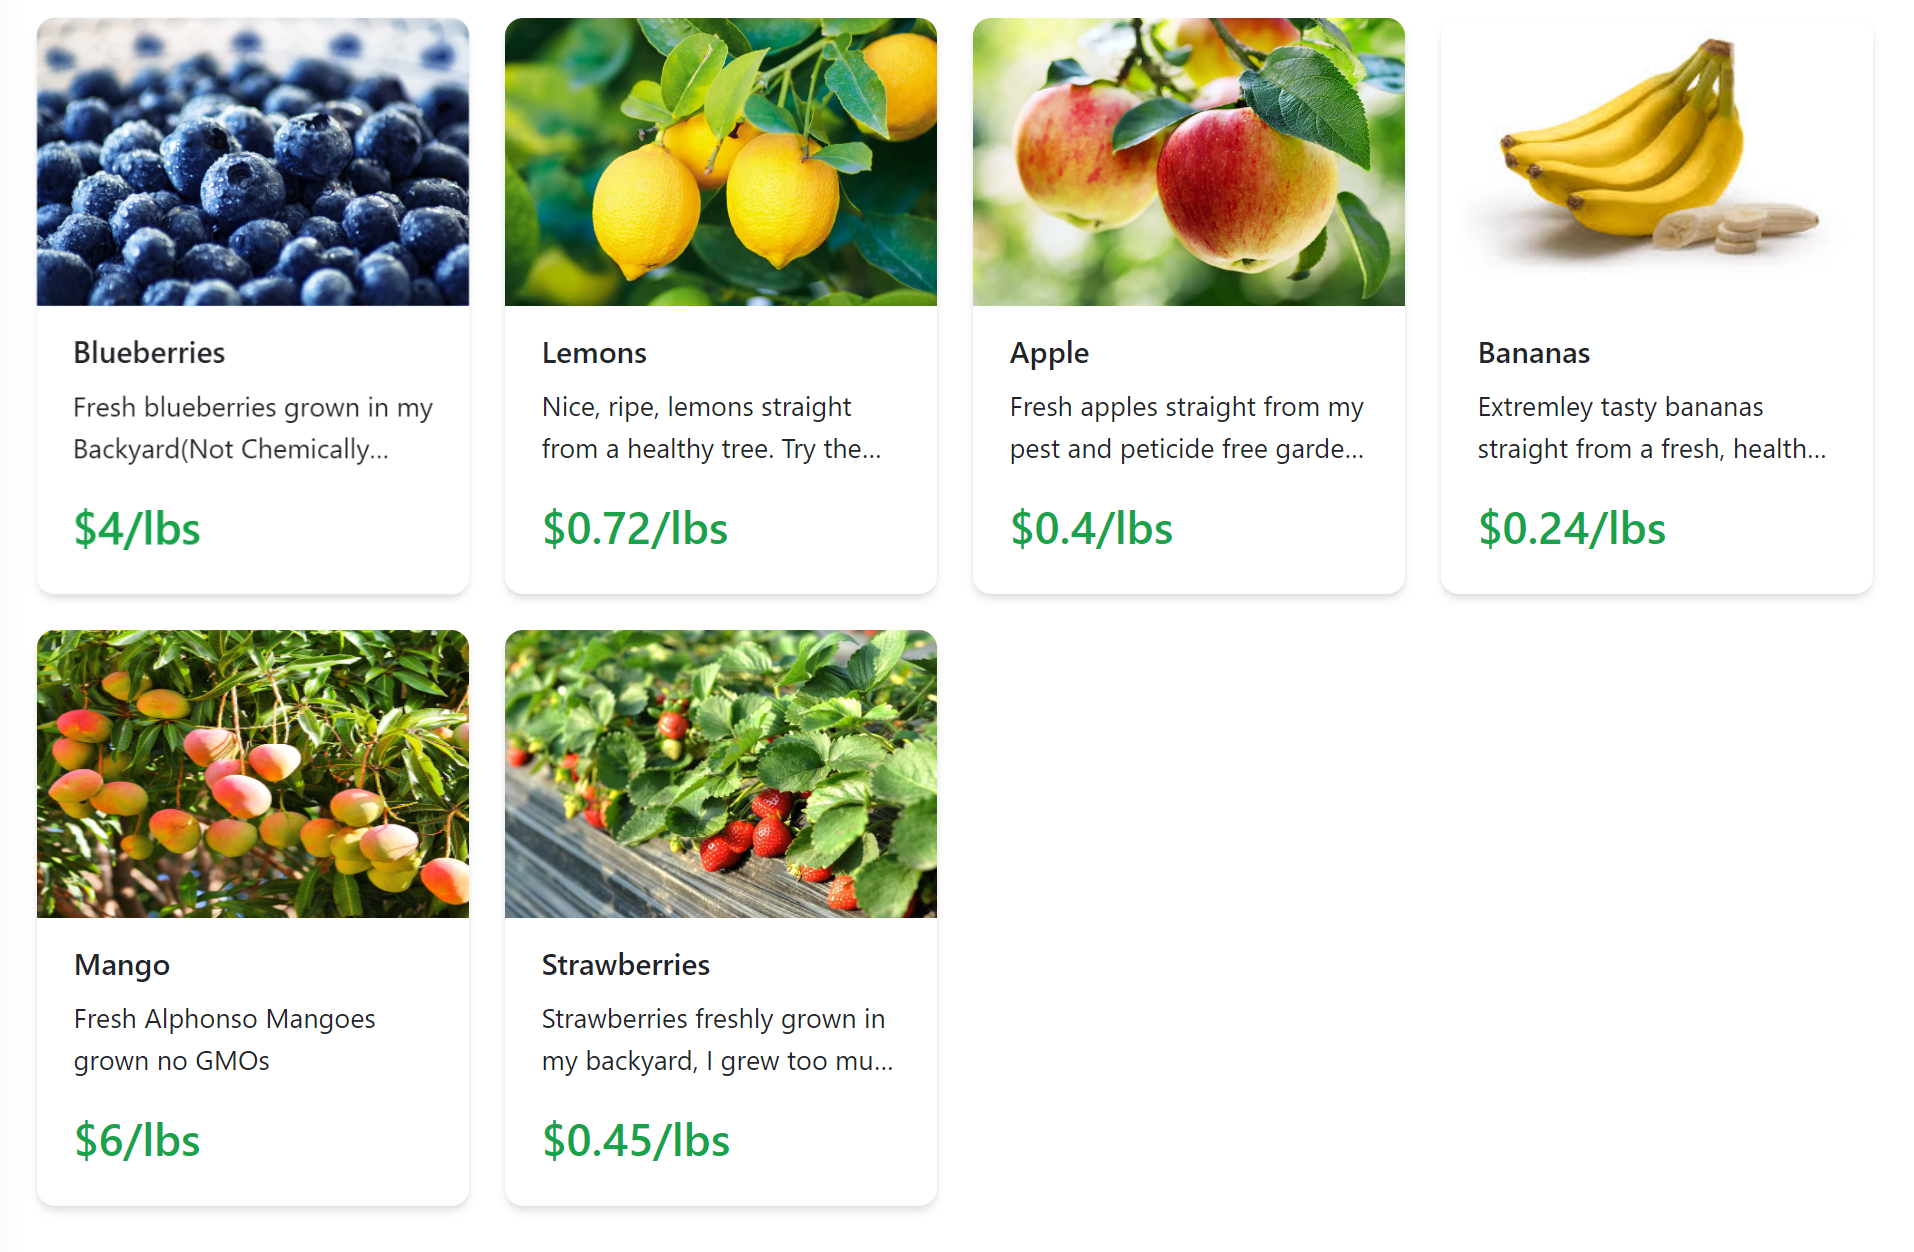 Blueberries
Fresh blueberries grown in my
Backyard(Not Chemically...
$4/lbs
Lemons
Nice, ripe, lemons straight
from a healthy tree. Try the...
$0.72/lbs
Apple
Fresh apples straight from my
pest and peticide free garde...
$0.4/lbs
Bananas
Extremley tasty bananas
straight from a fresh, health...
$0.24/lbs
Mango
Fresh Alphonso Mangoes
grown no GMOs
$6/lbs
Strawberries
Strawberries freshly grown in
my backyard, I grew too mu...
$0.45/lbs